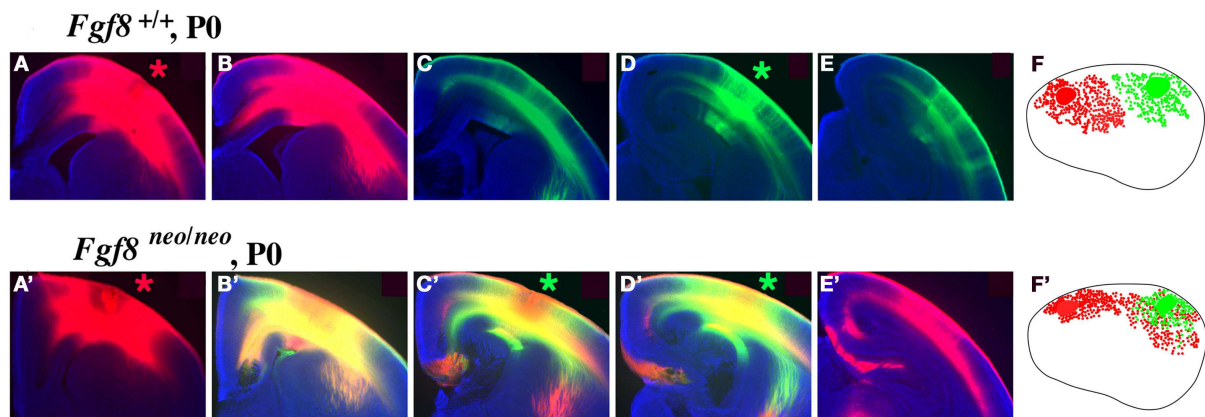 Fgf8 +/+, P0
A * B C D * E F
Fgf8 neo/neo, P0
A' * B' C' * D' * E' F'